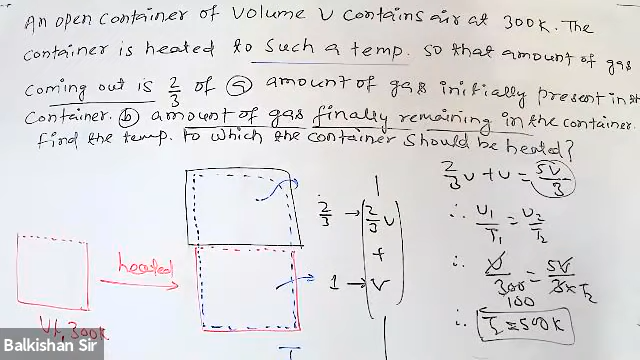 An open container of volume V contains air at 300K. The
container is heated to such a temp. so that amount of gas
coming out is 2/3 of (a) amount of gas initially present in the
container. (b) amount of gas finally remaining in the container.
find the temp. to which the container should be heated?
2/3 V + V = 5V/3
2/3 → 2/3 V
+
1 → V
∴ V1/T1 = V2/T2
∴ V/300 = 5V/3×T2
100
∴ T2 = 500K
heated
V, 300K
T
Balkishan Sir